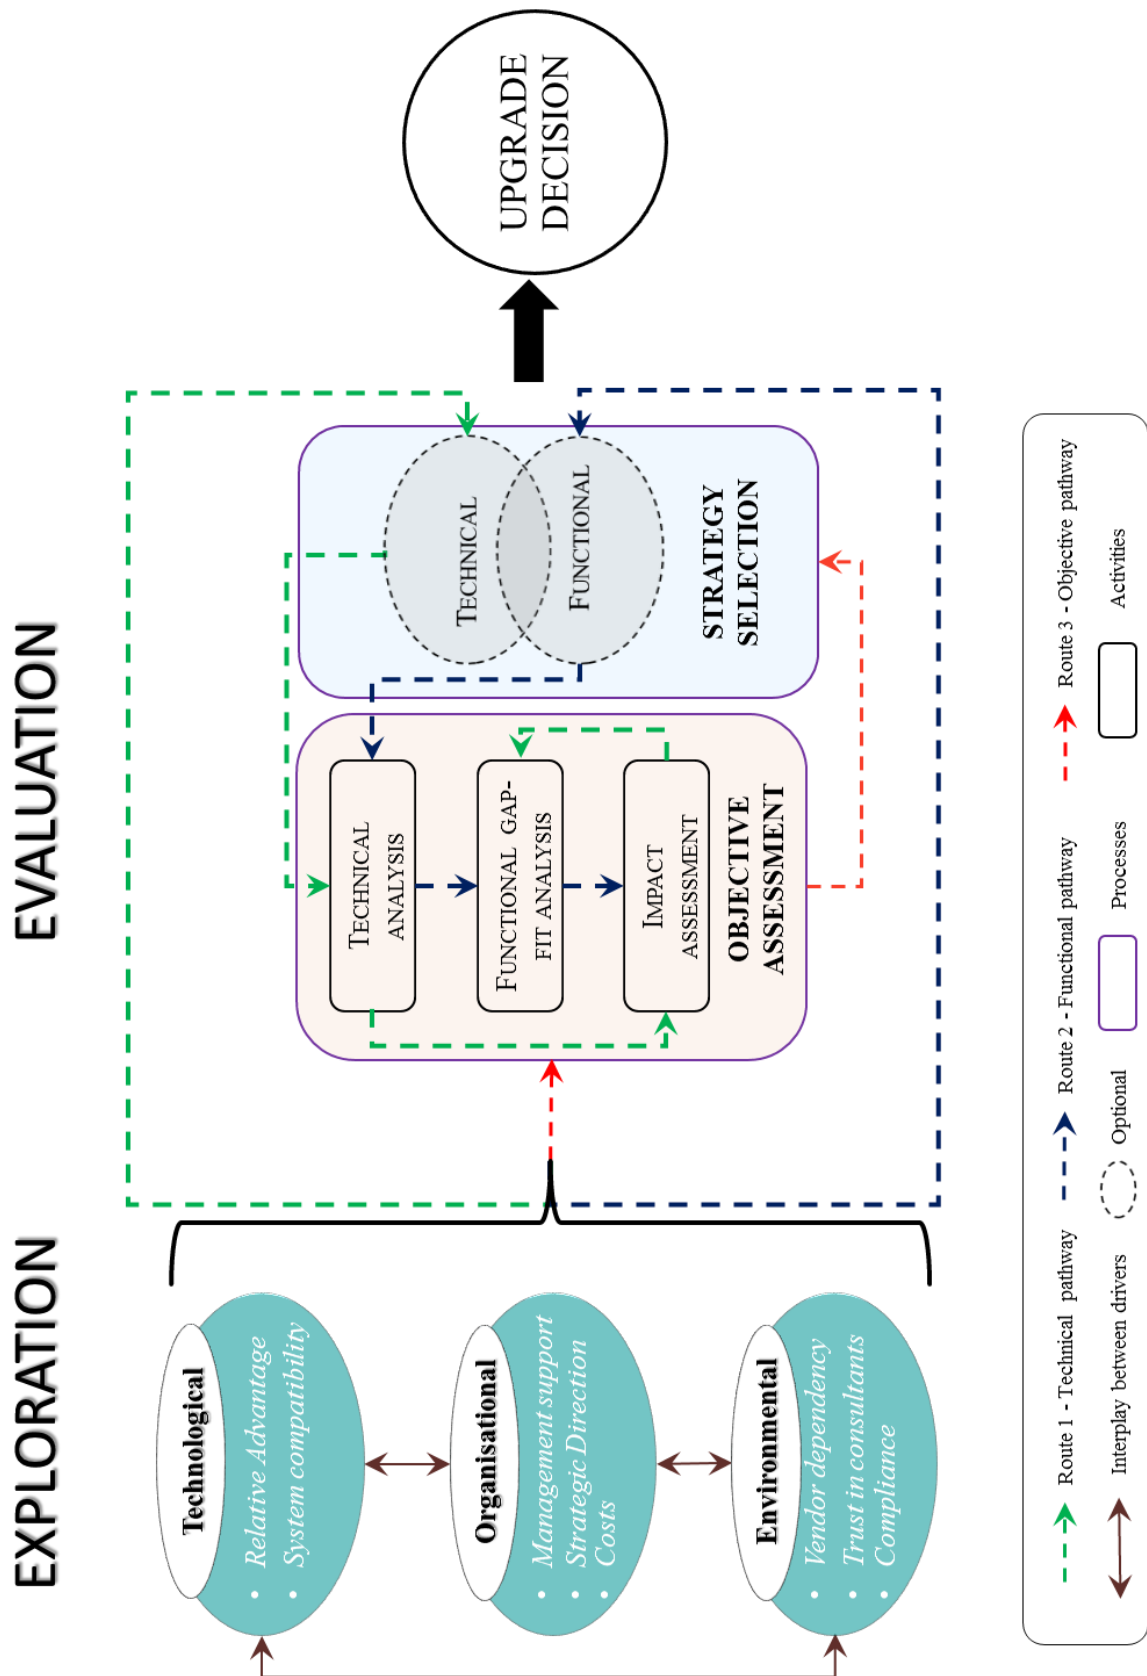 EXPLORATION
EVALUATION
Technological
• Relative Advantage
• System compatibility
Organisational
• Management support
• Strategic Direction
• Costs
Environmental
• Vendor dependency
• Trust in consultants
• Compliance
TECHNICAL
ANALYSIS
FUNCTIONAL GAP-
FIT ANALYSIS
IMPACT
ASSESSMENT
OBJECTIVE
ASSESSMENT
TECHNICAL
FUNCTIONAL
STRATEGY
SELECTION
UPGRADE
DECISION
Route 1 - Technical pathway
Route 2 - Functional pathway
Route 3 - Objective pathway
Interplay between drivers
Optional
Processes
Activities